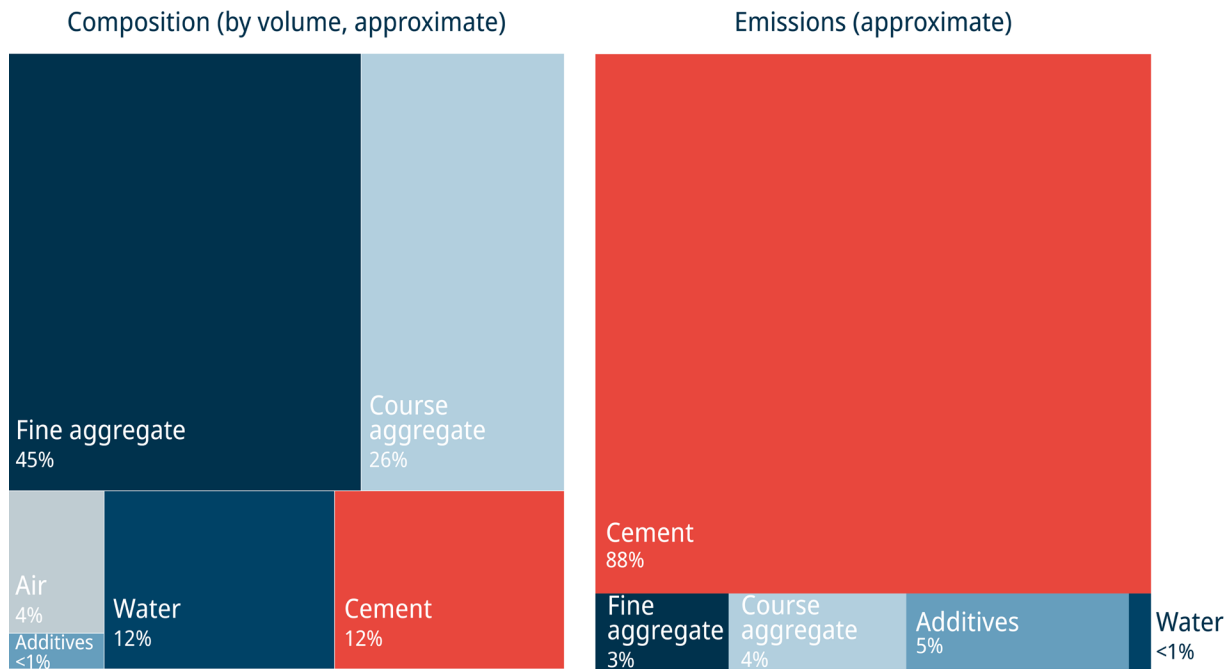 Composition (by volume, approximate)
Fine aggregate
45%
Course
aggregate
26%
Air
4%
Additives
<1%
Water
12%
Cement
12%
Emissions (approximate)
Cement
88%
Fine
aggregate
3%
Course
aggregate
4%
Additives
5%
Water
<1%